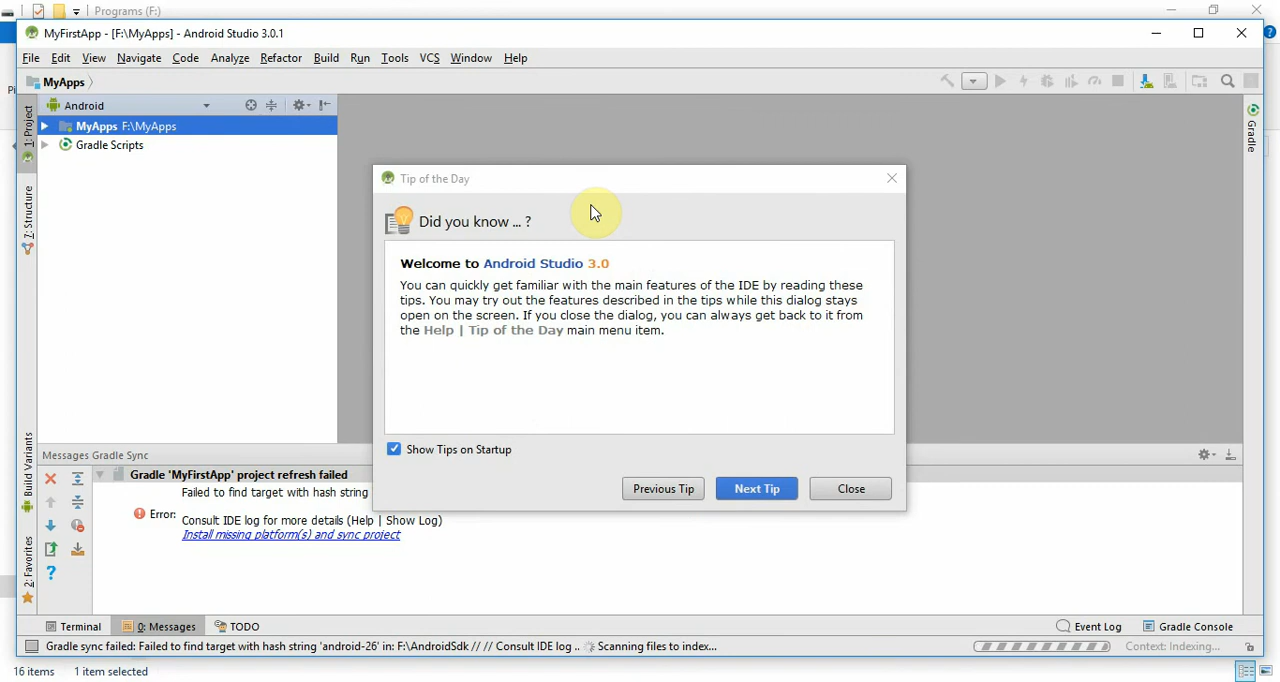 Programs (F:)
MyFirstApp - [F:\MyApps] - Android Studio 3.0.1
File Edit View Navigate Code Analyze Refactor Build Run Tools VCS Window Help
MyApps
Android
1: Project
MyApps F:\MyApps
Gradle Scripts
Gradle
7: Structure
Tip of the Day
Did you know ... ?
Welcome to Android Studio 3.0
You can quickly get familiar with the main features of the IDE by reading these
tips. You may try out the features described in the tips while this dialog stays
open on the screen. If you close the dialog, you can always get back to it from
the Help | Tip of the Day main menu item.
Show Tips on Startup
Previous Tip Next Tip Close
Build Variants
2: Favorites
Messages Gradle Sync
Gradle 'MyFirstApp' project refresh failed
Failed to find target with hash string
Error:
Consult IDE log for more details (Help | Show Log)
Install missing platform(s) and sync project
Terminal 0: Messages TODO Event Log Gradle Console
Gradle sync failed: Failed to find target with hash string 'android-26' in: F:\AndroidSdk // // Consult IDE log .. Scanning files to index... Context: Indexing...
16 items 1 item selected